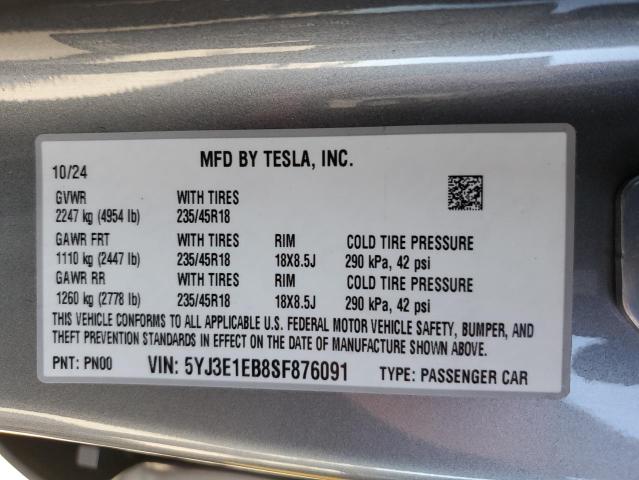 MFD BY TESLA, INC.
10/24
GVWR WITH TIRES
2247 kg (4954 lb) 235/45R18
GAWR FRT WITH TIRES RIM COLD TIRE PRESSURE
1110 kg (2447 lb) 235/45R18 18X8.5J 290 kPa, 42 psi
GAWR RR WITH TIRES RIM COLD TIRE PRESSURE
1260 kg (2778 lb) 235/45R18 18X8.5J 290 kPa, 42 psi
THIS VEHICLE CONFORMS TO ALL APPLICABLE U.S. FEDERAL MOTOR VEHICLE SAFETY, BUMPER, AND
THEFT PREVENTION STANDARDS IN EFFECT ON THE DATE OF MANUFACTURE SHOWN ABOVE.
PNT: PN00 VIN: 5YJ3E1EB8SF876091 TYPE: PASSENGER CAR